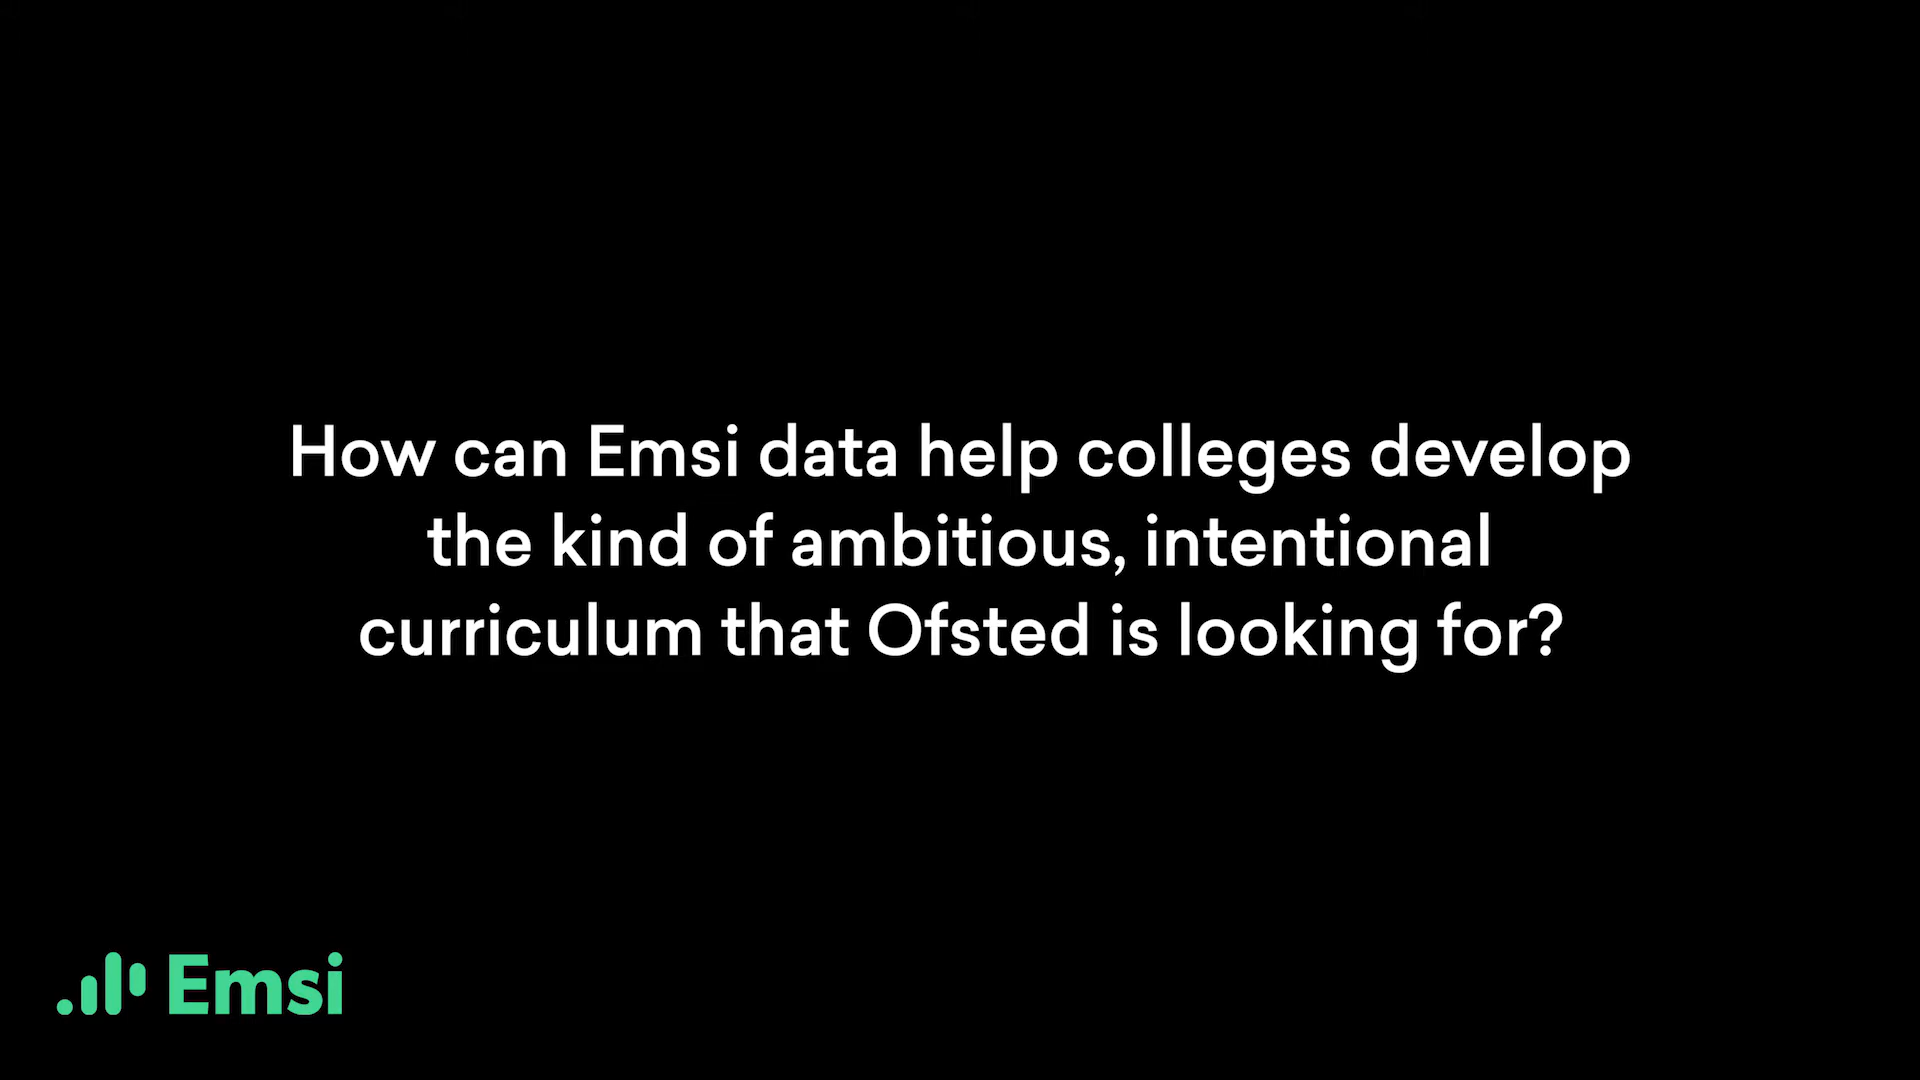 How can Emsi data help colleges develop
the kind of ambitious, intentional
curriculum that Ofsted is looking for?
Emsi